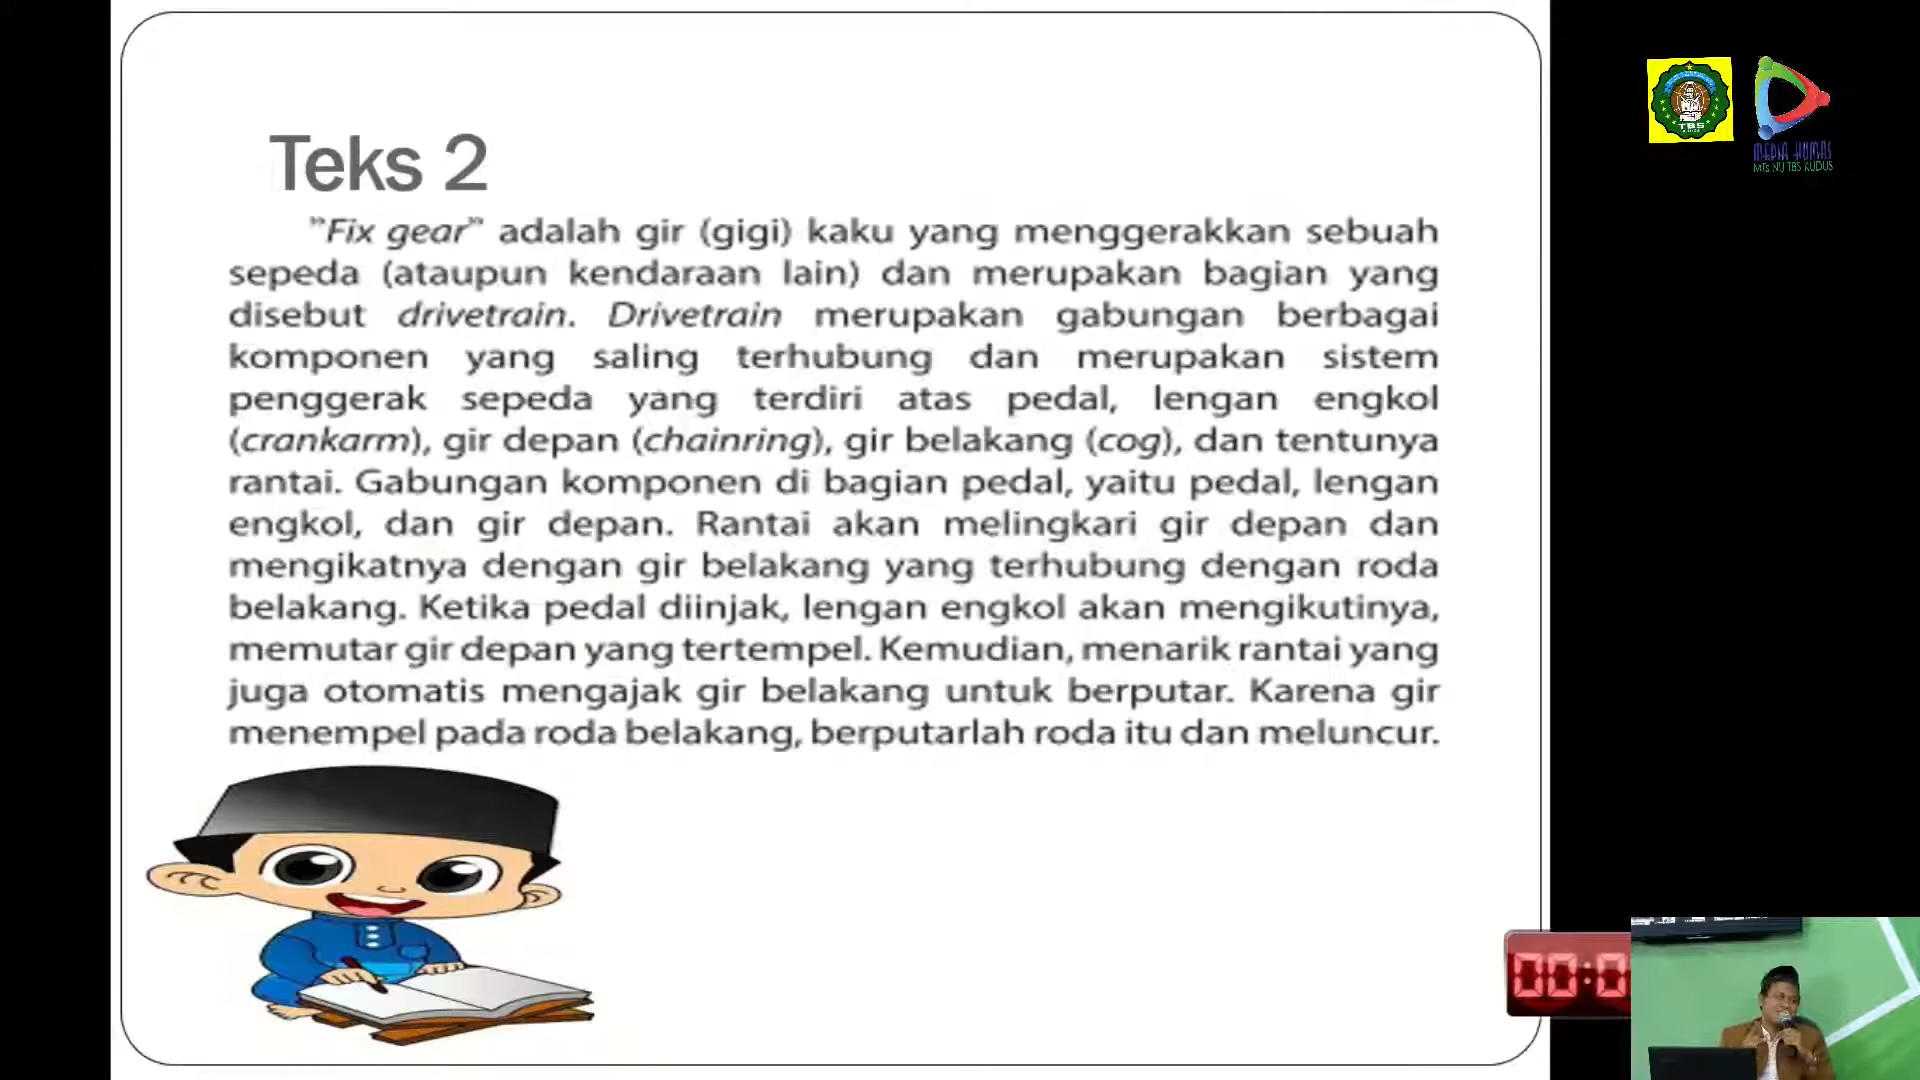 Teks 2
"Fix gear" adalah gir (gigi) kaku yang menggerakkan sebuah
sepeda (ataupun kendaraan lain) dan merupakan bagian yang
disebut drivetrain. Drivetrain merupakan gabungan berbagai
komponen yang saling terhubung dan merupakan sistem
penggerak sepeda yang terdiri atas pedal, lengan engkol
(crankarm), gir depan (chainring), gir belakang (cog), dan tentunya
rantai. Gabungan komponen di bagian pedal, yaitu pedal, lengan
engkol, dan gir depan. Rantai akan melingkari gir depan dan
mengikatnya dengan gir belakang yang terhubung dengan roda
belakang. Ketika pedal diinjak, lengan engkol akan mengikutinya,
memutar gir depan yang tertempel. Kemudian, menarik rantai yang
juga otomatis mengajak gir belakang untuk berputar. Karena gir
menempel pada roda belakang, berputarlah roda itu dan meluncur.
TBS
MEDIA HUMAS
MTs NU TBS KUDUS
00:0